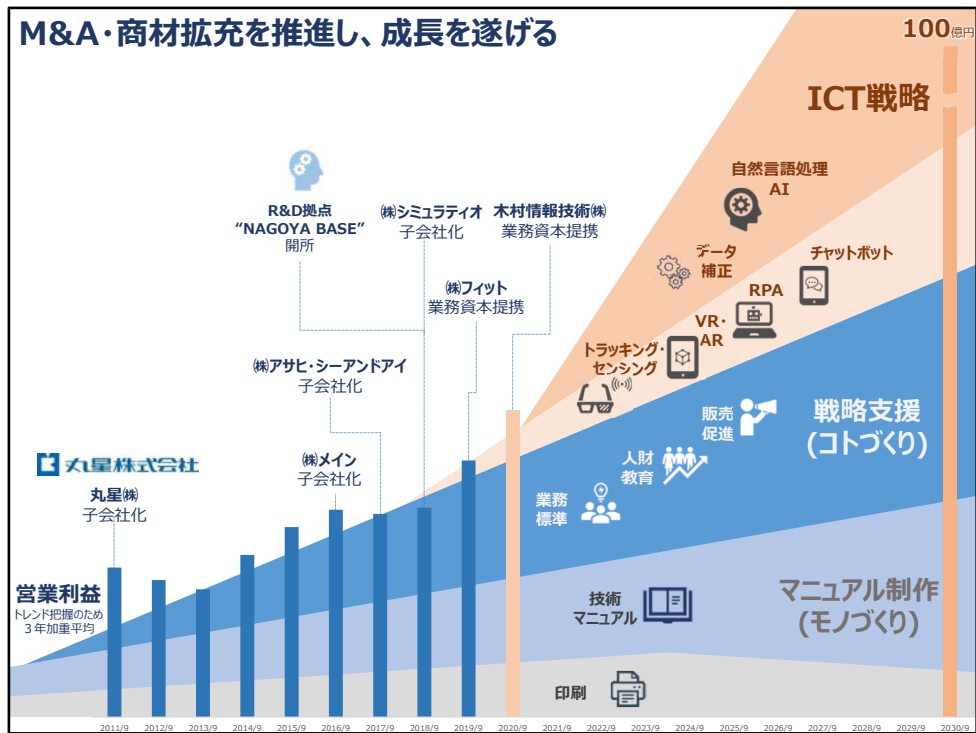 M&A・商材拡充を推進し、成長を遂げる
100億円
ICT戦略
自然言語処理
AI
R&D拠点
“NAGOYA BASE”
開所
㈱シミュラティオ
子会社化
木村情報技術㈱
業務資本提携
データ
補正
チャットボット
㈱フィット
業務資本提携
RPA
VR・
AR
トラッキング・
センシング
㈱アサヒ・シーアンドアイ
子会社化
販売
促進
戦略支援
(コトづくり)
丸星株式会社
㈱メイン
子会社化
人財
教育
丸星㈱
子会社化
業務
標準
営業利益
トレンド把握のため
３年加重平均
技術
マニュアル
マニュアル制作
(モノづくり)
印刷
2011/9 2012/9 2013/9 2014/9 2015/9 2016/9 2017/9 2018/9 2019/9 2020/9 2021/9 2022/9 2023/9 2024/9 2025/9 2026/9 2027/9 2028/9 2029/9 2030/9